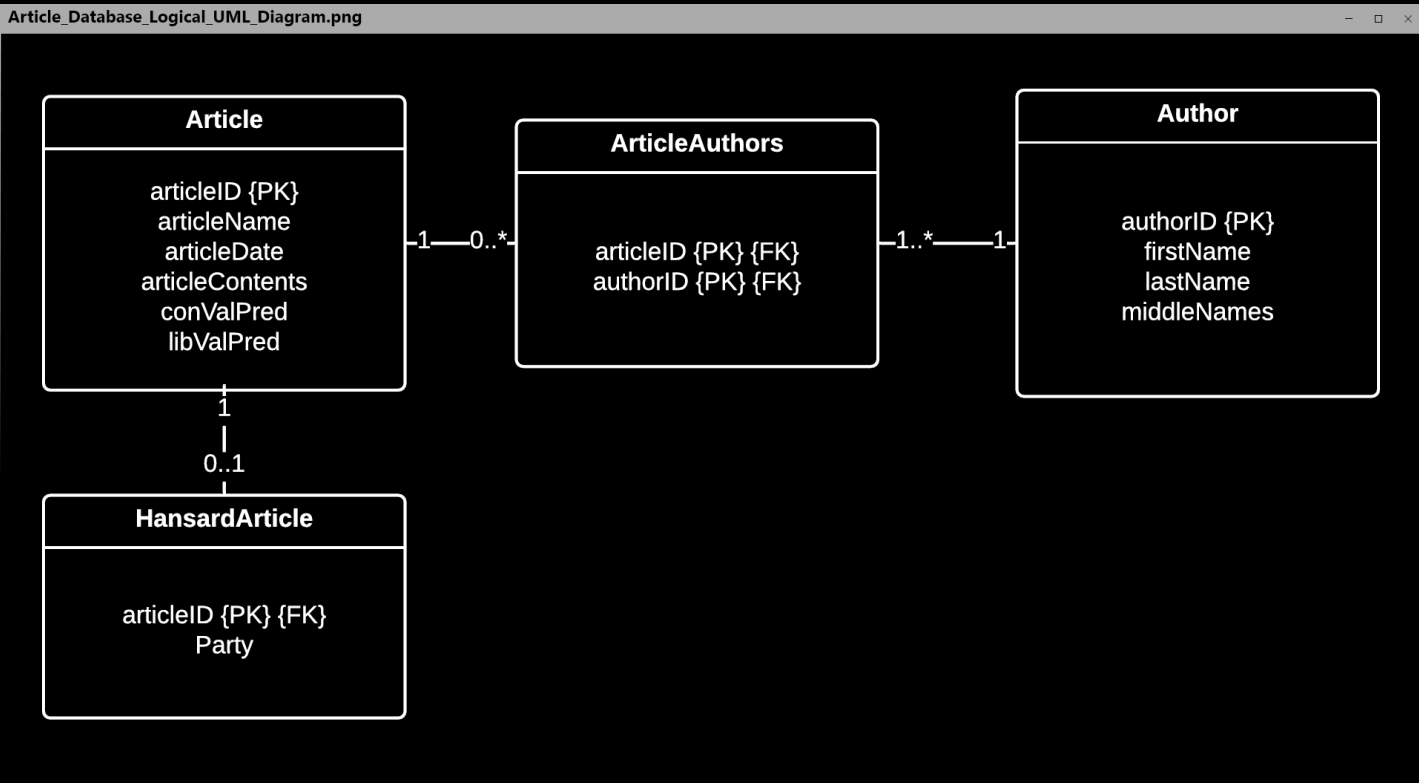 Article_Database_Logical_UML_Diagram.png
Article
articleID {PK}
articleName
articleDate
articleContents
conValPred
libValPred
1
0..*
ArticleAuthors
articleID {PK} {FK}
authorID {PK} {FK}
1..*
1
Author
authorID {PK}
firstName
lastName
middleNames
1
0..1
HansardArticle
articleID {PK} {FK}
Party